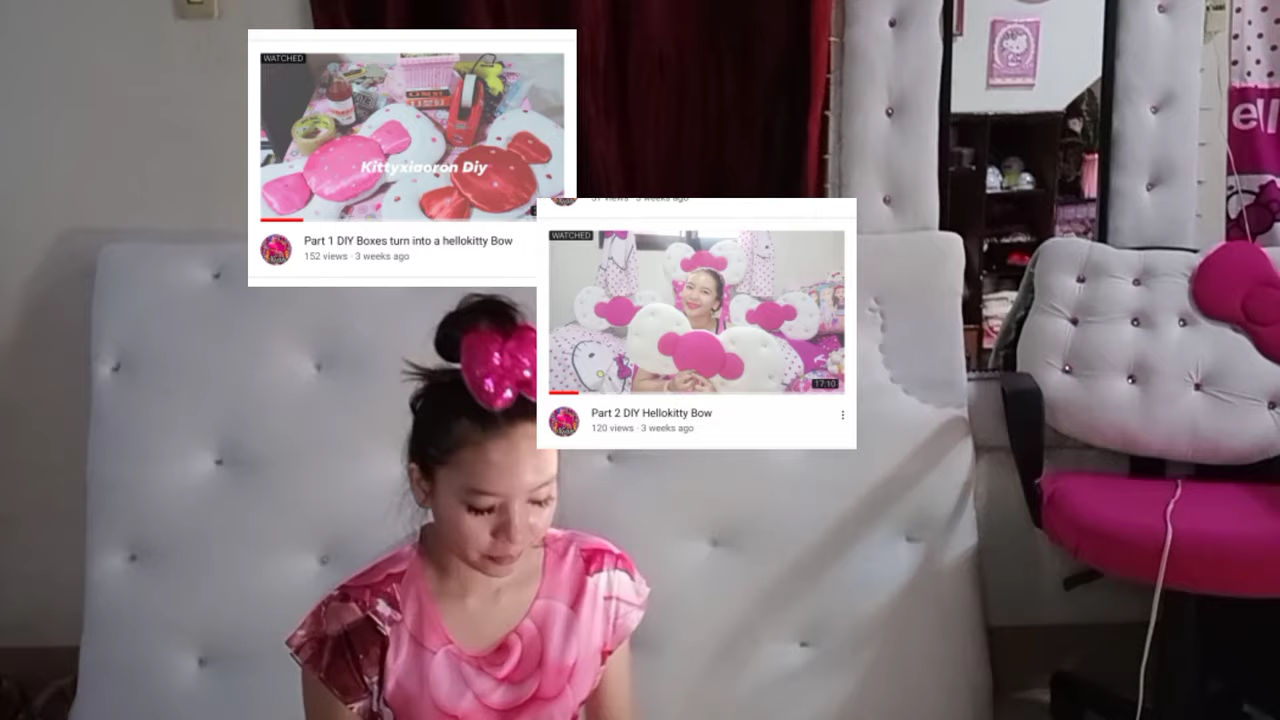 WATCHED
Kittyxiaoron Diy
Part 1 DIY Boxes turn into a hellokitty Bow
152 views · 3 weeks ago
WATCHED
17:10
Part 2 DIY Hellokitty Bow
120 views · 3 weeks ago
ell